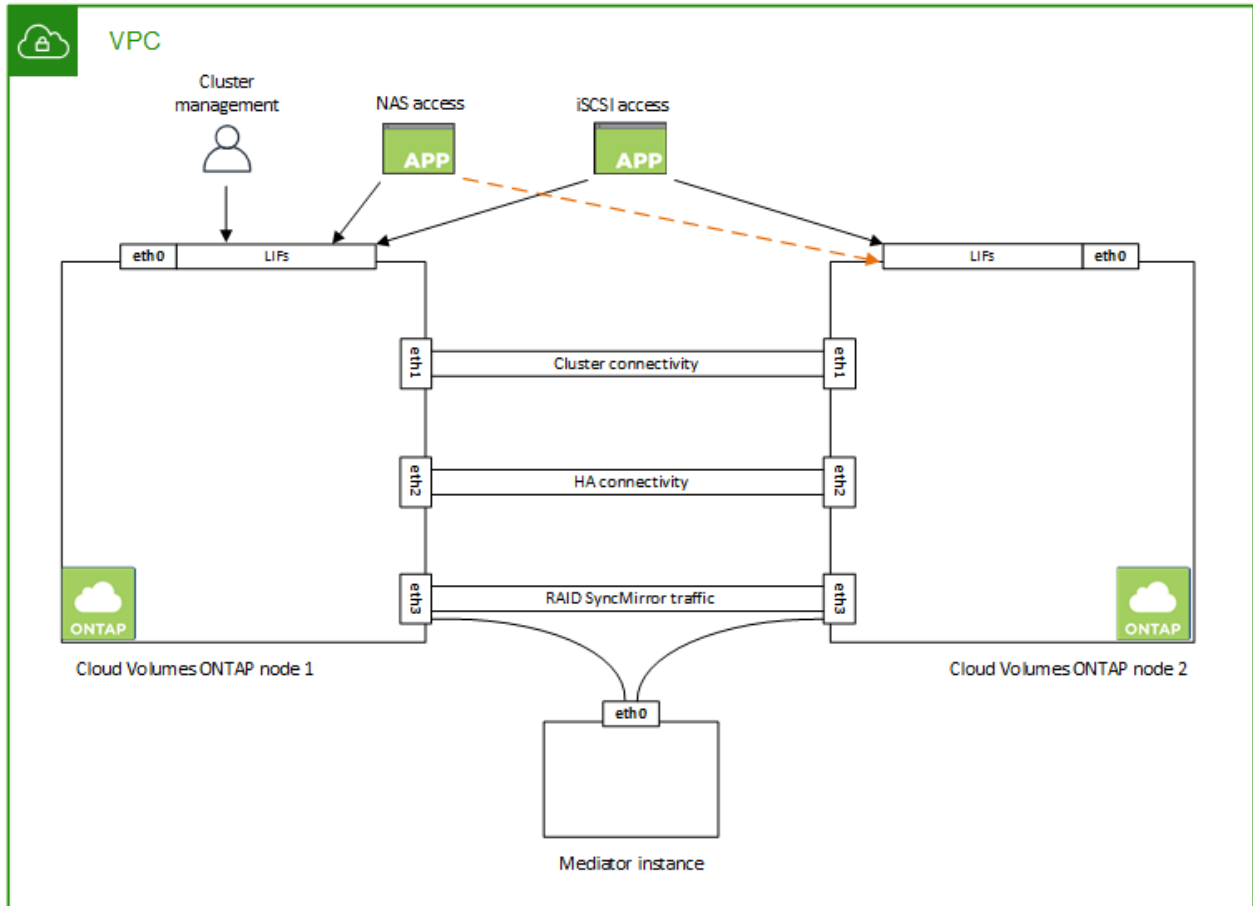 VPC
Cluster
management
NAS access
iSCSI access
APP
APP
eth0
LIFs
LIFs
eth0
eth1
Cluster connectivity
eth1
eth2
HA connectivity
eth2
eth3
RAID SyncMirror traffic
eth3
ONTAP
ONTAP
Cloud Volumes ONTAP node 1
Cloud Volumes ONTAP node 2
eth0
Mediator instance